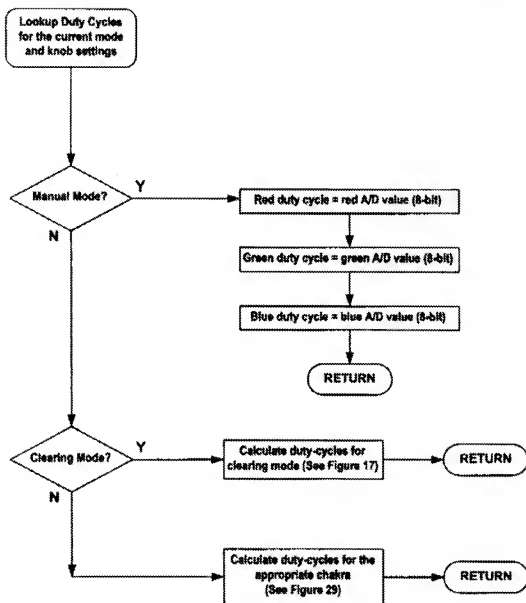 Lookup Duty Cycles
for the current mode
and knob settings
Manual Mode?
Y
N
Red duty cycle = red A/D value (8-bit)
Green duty cycle = green A/D value (8-bit)
Blue duty cycle = blue A/D value (8-bit)
RETURN
Clearing Mode?
Y
N
Calculate duty-cycles for
clearing mode (See Figure 17)
RETURN
Calculate duty-cycles for the
appropriate chakra
(See Figure 29)
RETURN